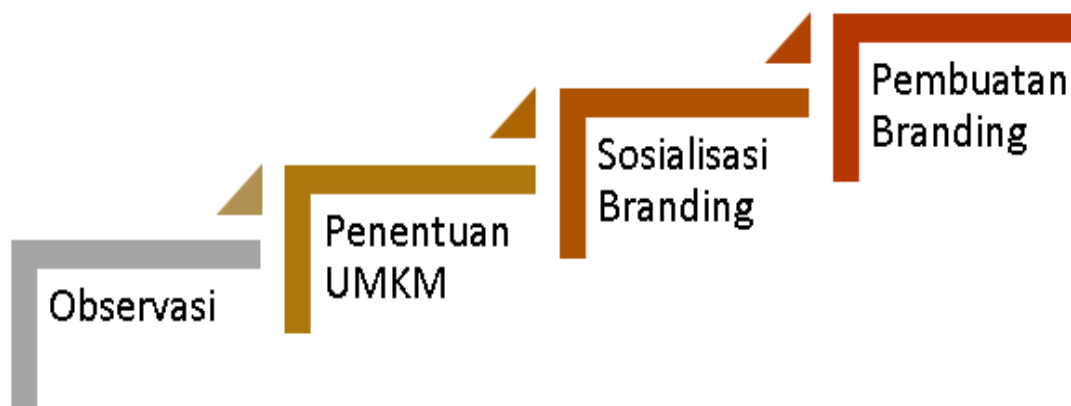 Observasi
Penentuan
UMKM
Sosialisasi
Branding
Pembuatan
Branding